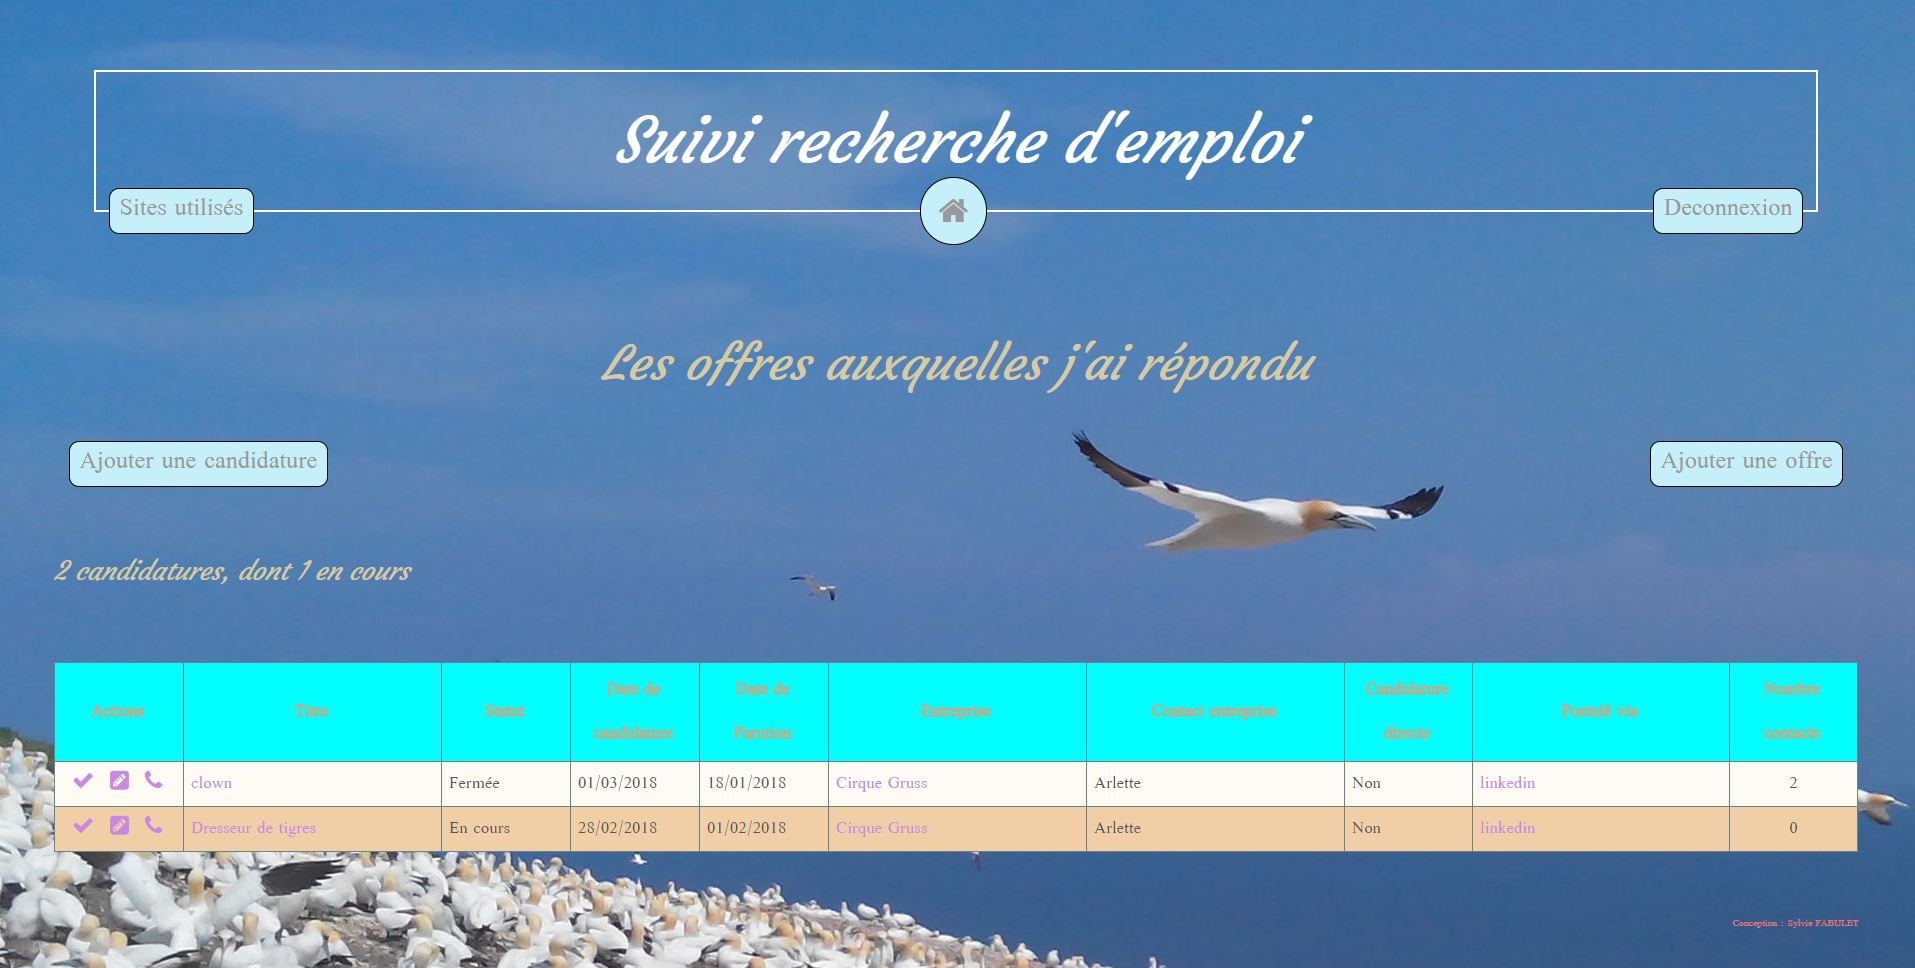 Suivi recherche d'emploi
Sites utilisés
Deconnexion
Les offres auxquelles j'ai répondu
Ajouter une candidature
Ajouter une offre
2 candidatures, dont 1 en cours
Actions Titre Statut Date de candidature Date de Parution Entreprise Contact entreprise Candidature directe Postulé via Nombre contacts
clown Fermée 01/03/2018 18/01/2018 Cirque Gruss Arlette Non linkedin 2
Dresseur de tigres En cours 28/02/2018 01/02/2018 Cirque Gruss Arlette Non linkedin 0
Conception : Sylvie FABULET